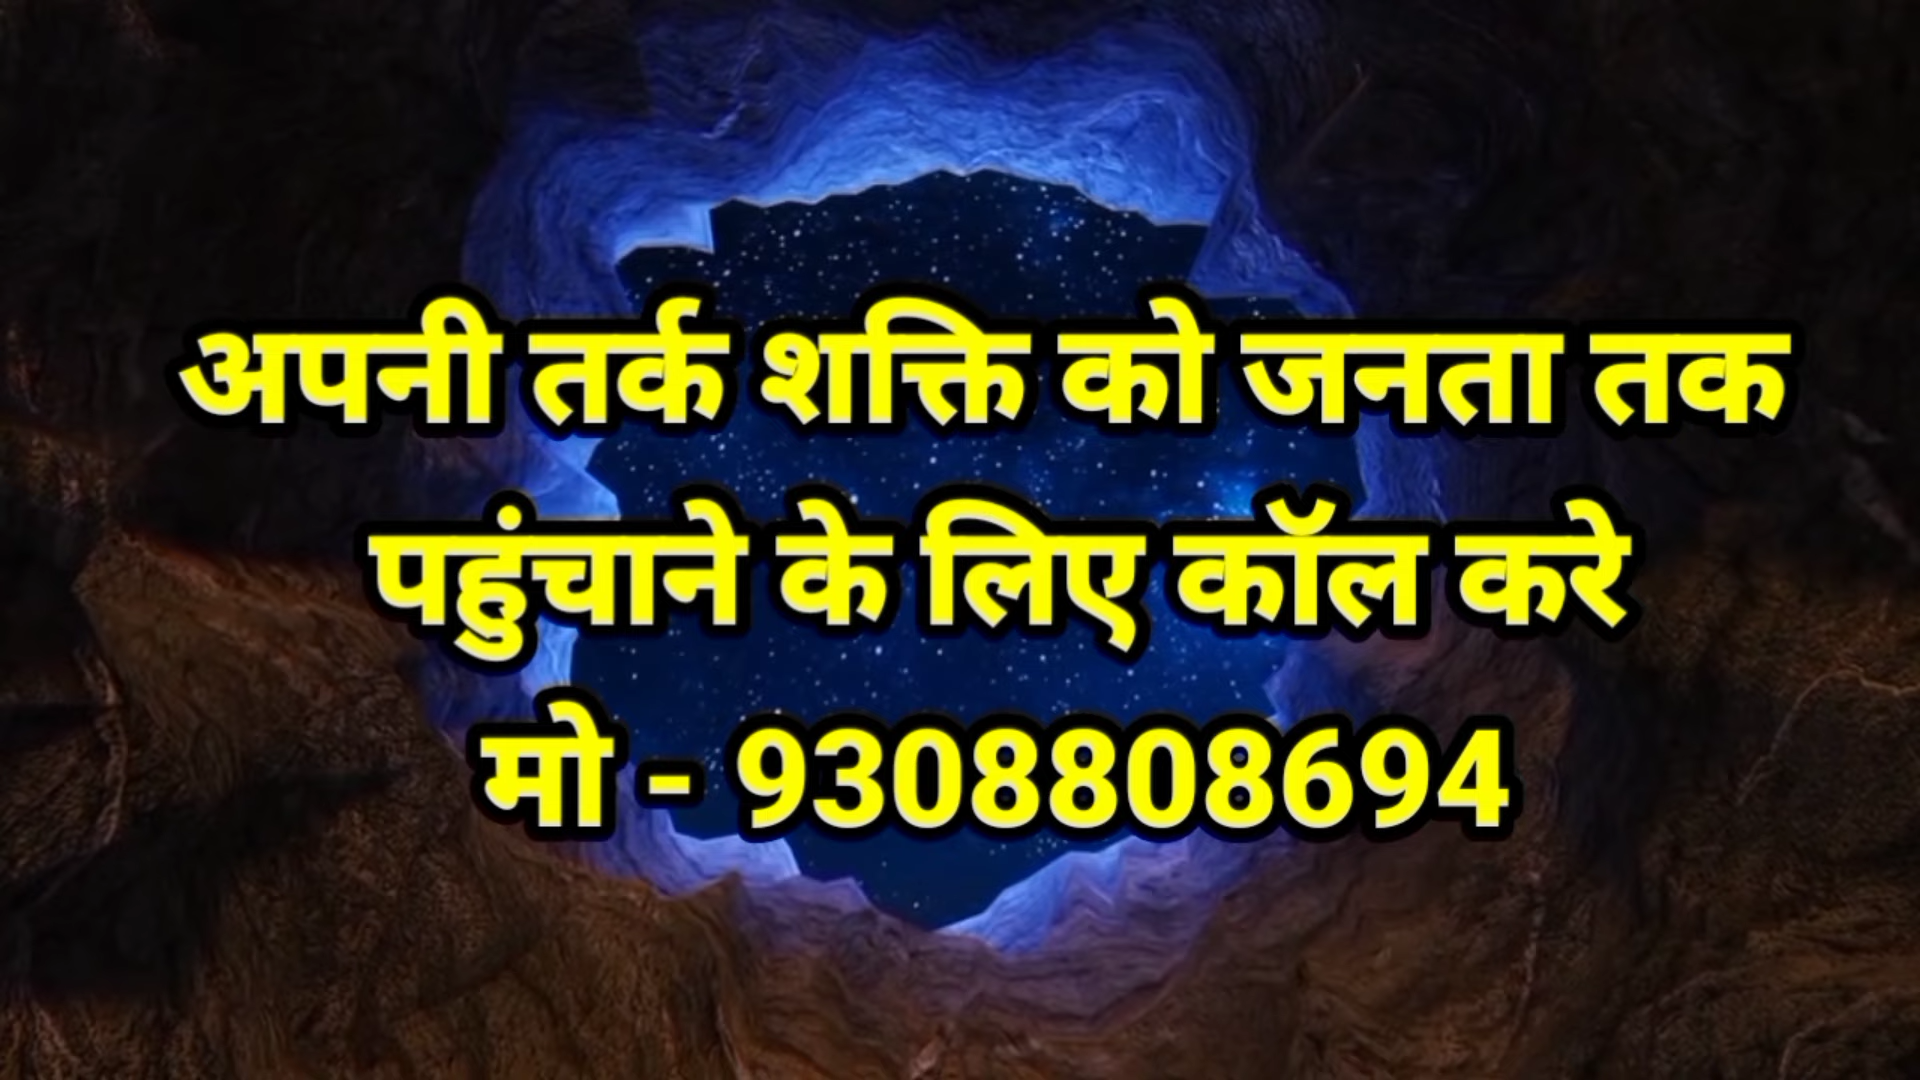 अपनी तर्क शक्ति को जनता तक
पहुंचाने के लिए कॉल करे
मो - 9308808694